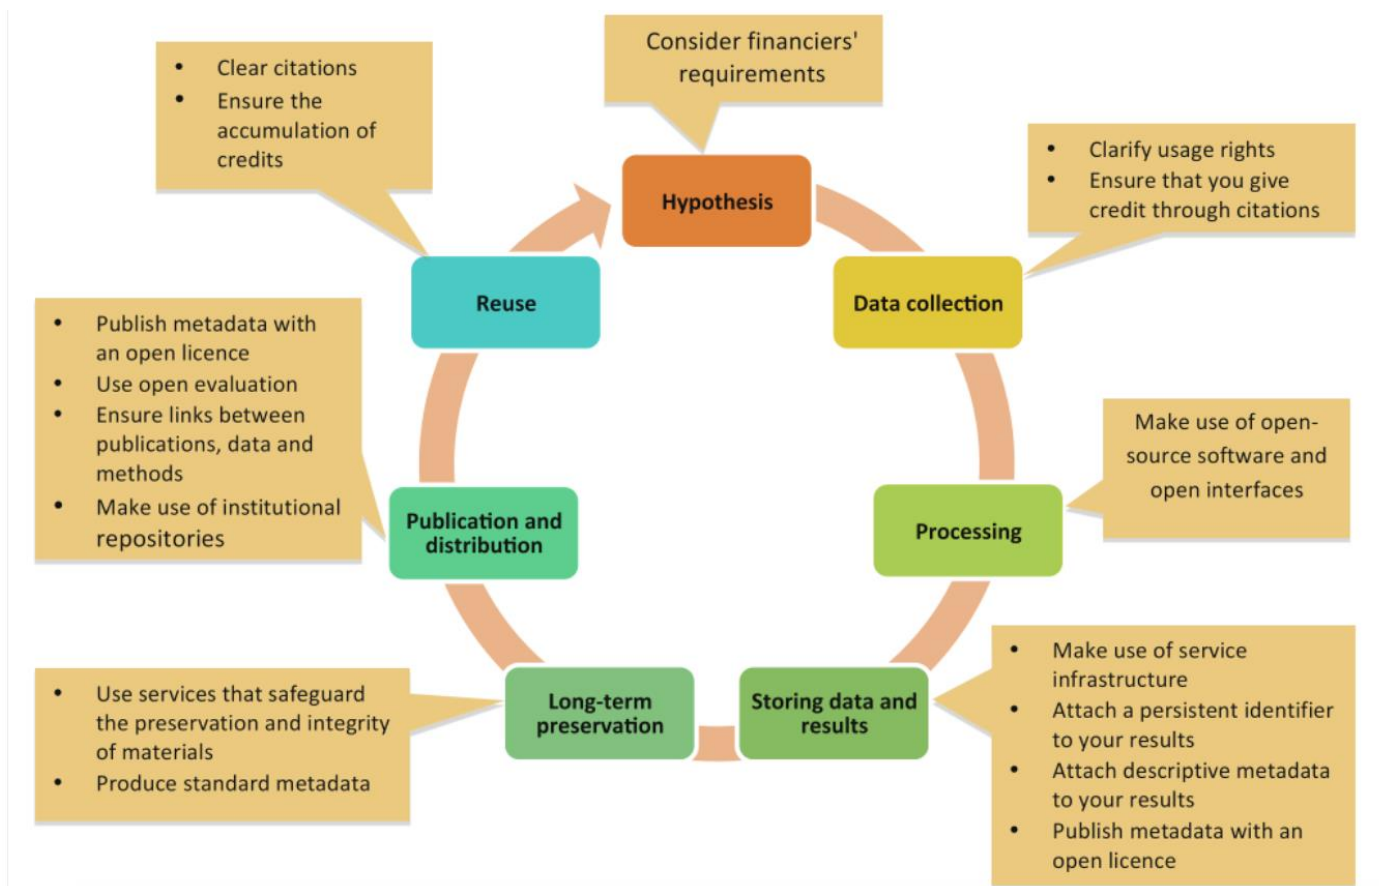 Consider financiers'
requirements
Hypothesis
• Clarify usage rights
• Ensure that you give
credit through citations
Data collection
Make use of open-
source software and
open interfaces
Processing
• Make use of service
infrastructure
• Attach a persistent identifier
to your results
• Attach descriptive metadata
to your results
• Publish metadata with an
open licence
Storing data and
results
• Use services that safeguard
the preservation and integrity
of materials
• Produce standard metadata
Long-term
preservation
• Publish metadata with
an open licence
• Use open evaluation
• Ensure links between
publications, data and
methods
• Make use of institutional
repositories
Publication and
distribution
• Clear citations
• Ensure the
accumulation of
credits
Reuse